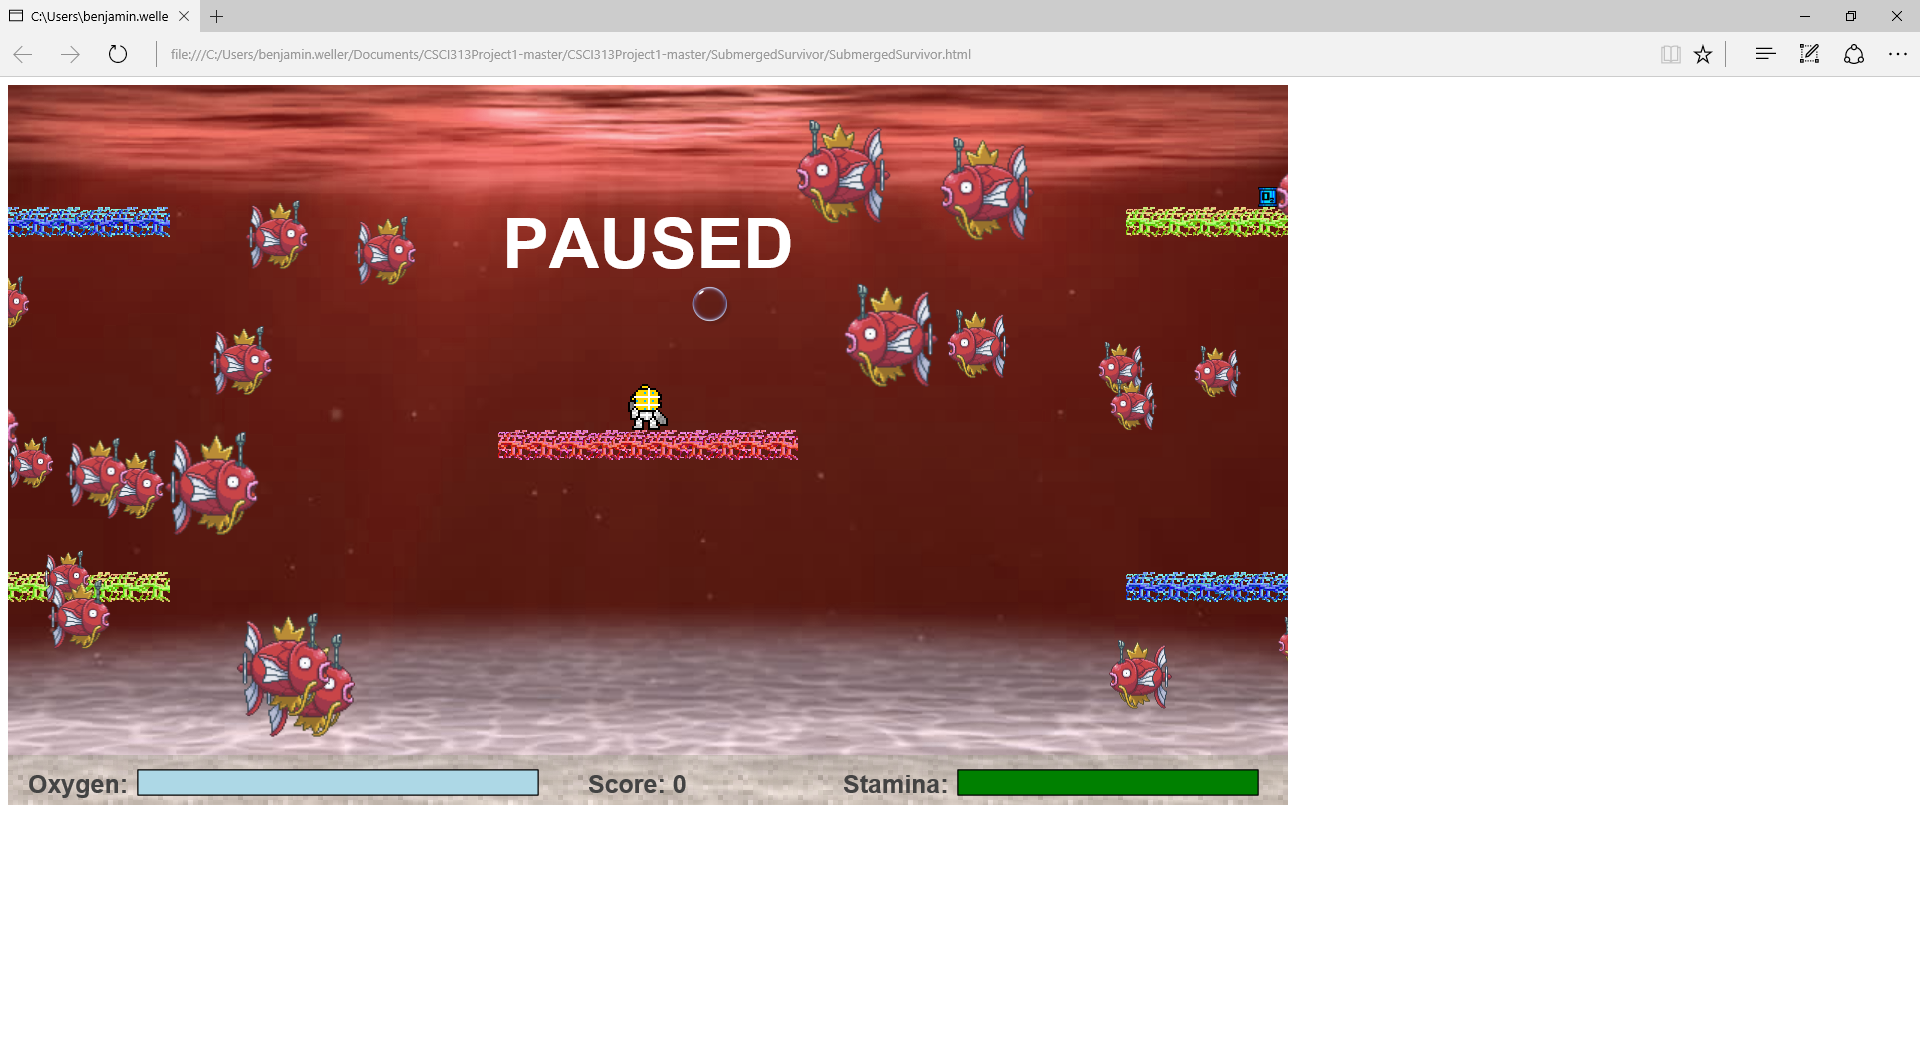 C:\Users\benjamin.welle
file:///C:/Users/benjamin.weller/Documents/CSCI313Project1-master/CSCI313Project1-master/SubmergedSurvivor/SubmergedSurvivor.html
PAUSED
Oxygen: Score: 0 Stamina: